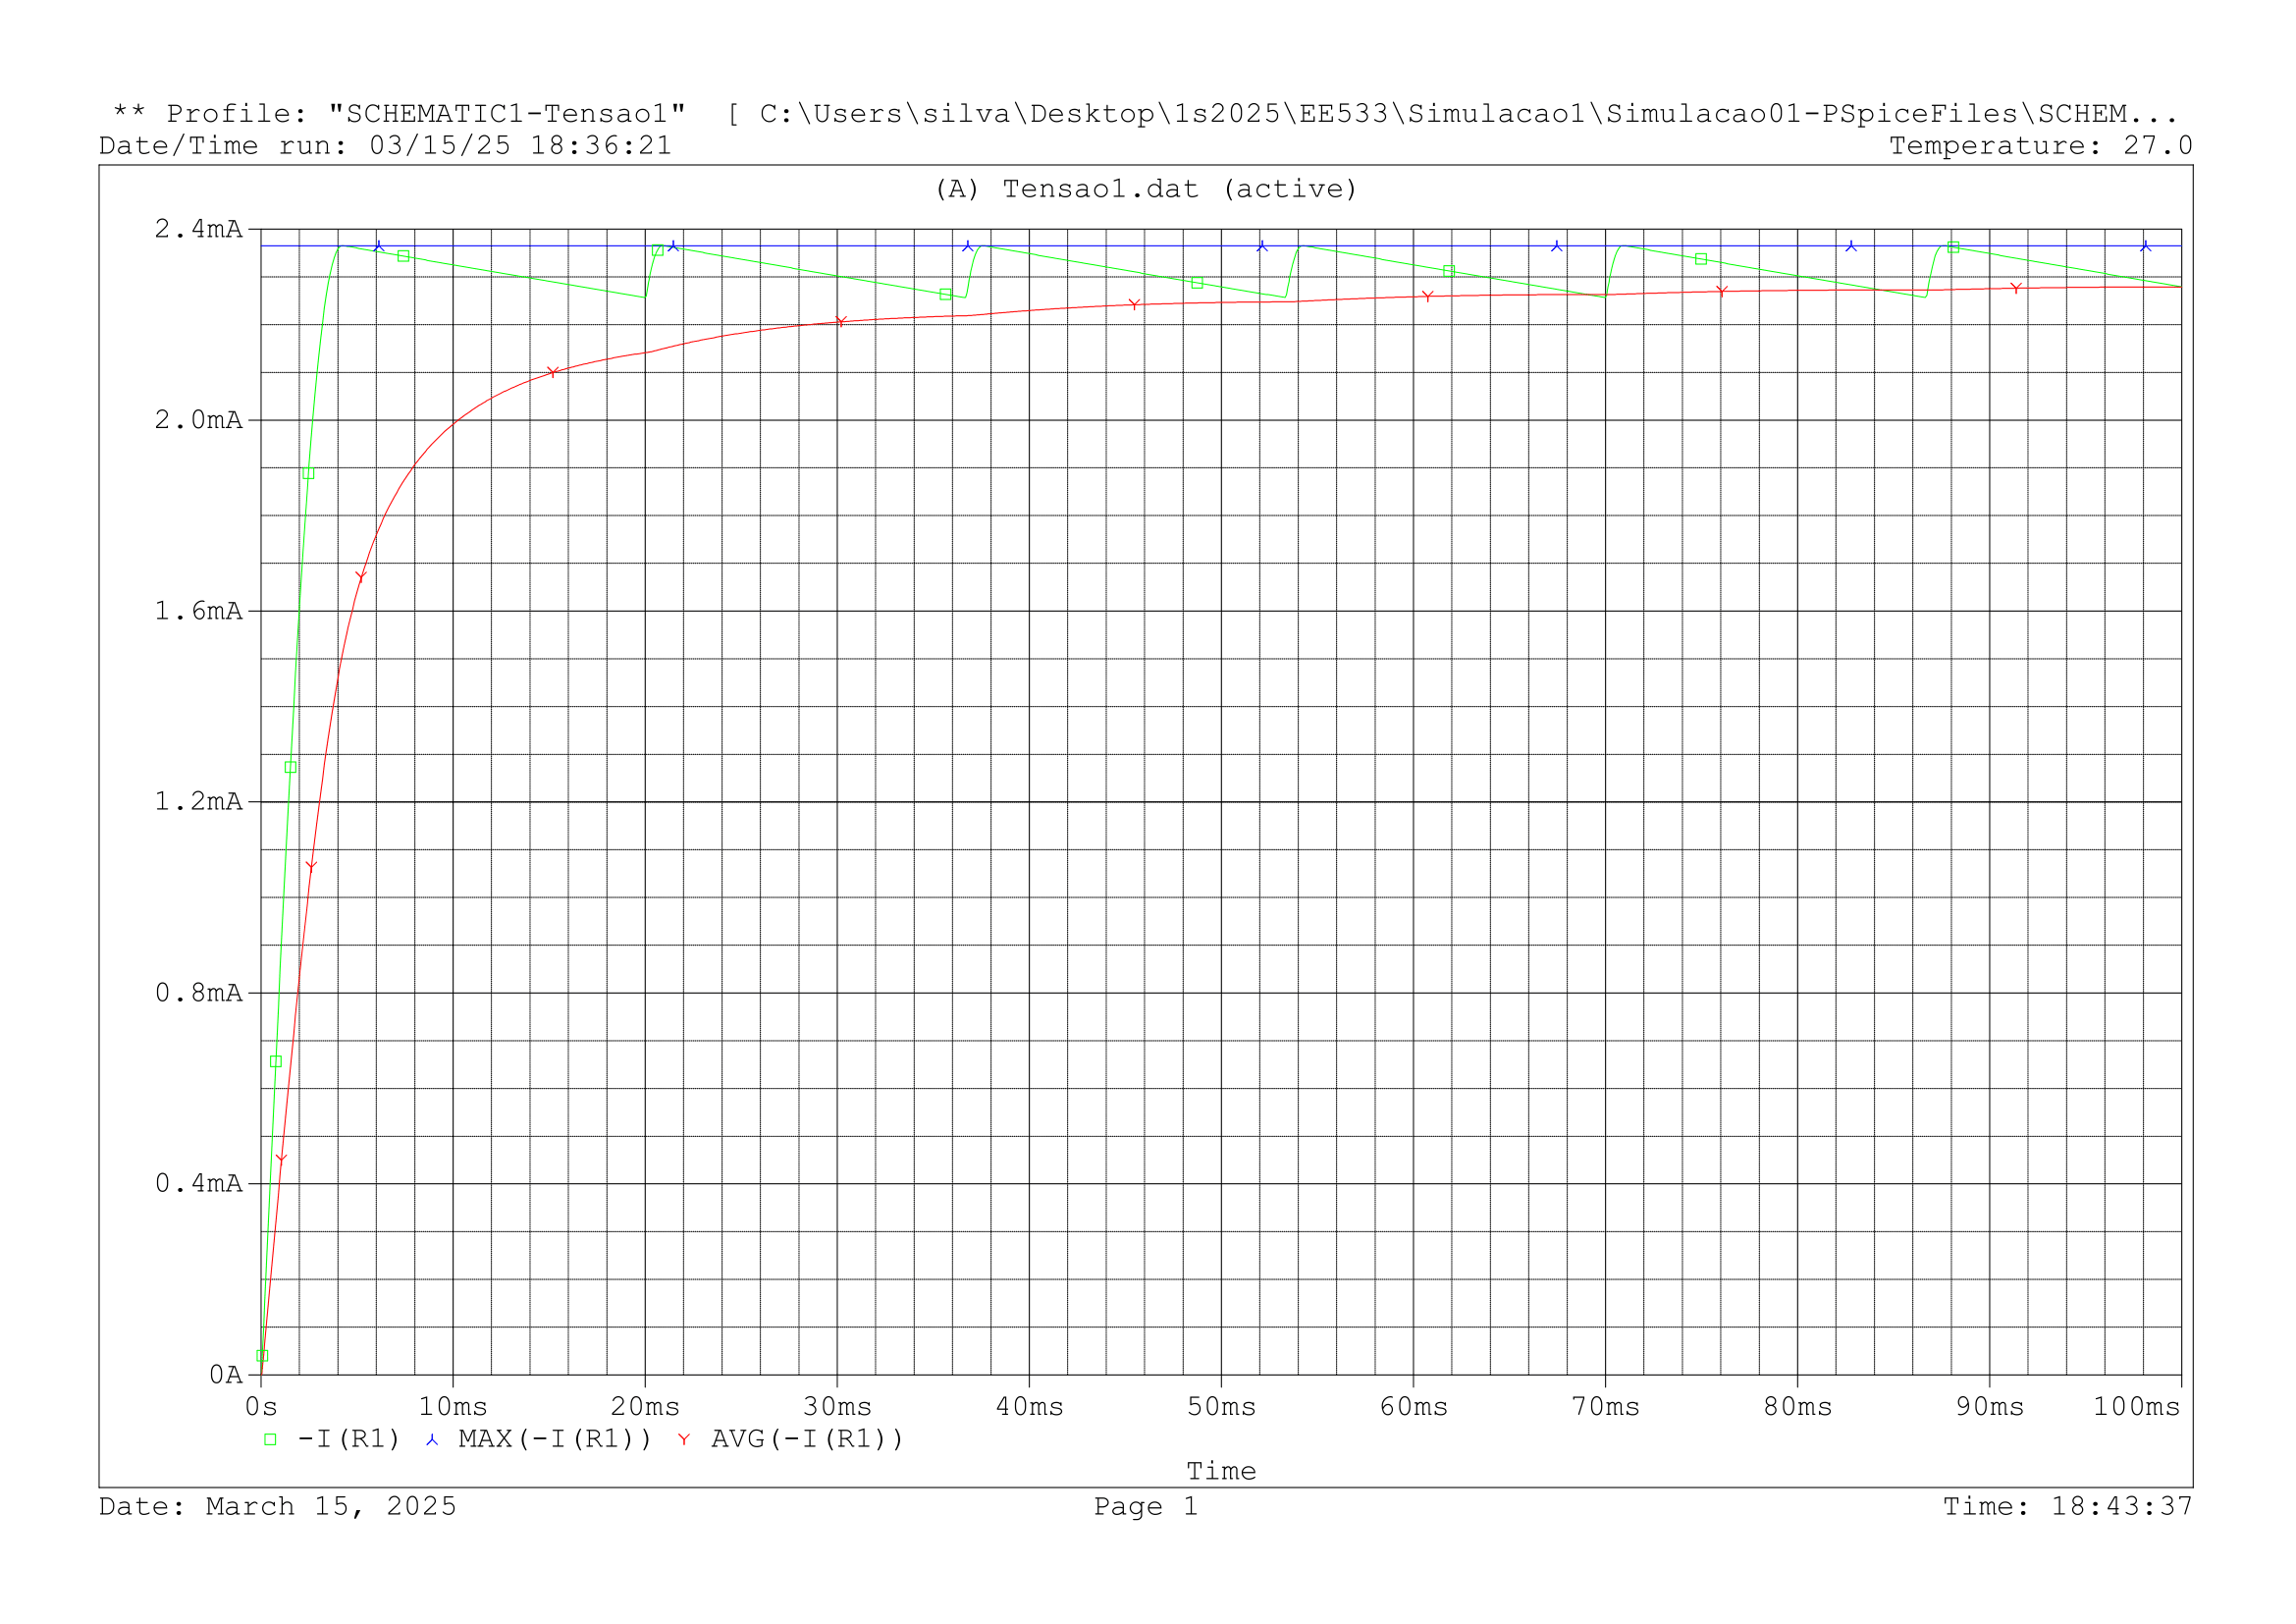 ** Profile: "SCHEMATIC1-Tensao1"  [ C:\Users\silva\Desktop\1s2025\EE533\Simulacao1\Simulacao01-PSpiceFiles\SCHEM...
Date/Time run: 03/15/25 18:36:21 Temperature: 27.0
(A) Tensao1.dat (active)
2.4mA
2.0mA
1.6mA
1.2mA
0.8mA
0.4mA
0A
0s 10ms 20ms 30ms 40ms 50ms 60ms 70ms 80ms 90ms 100ms
-I(R1) MAX(-I(R1)) AVG(-I(R1))
Time
Date: March 15, 2025 Page 1 Time: 18:43:37